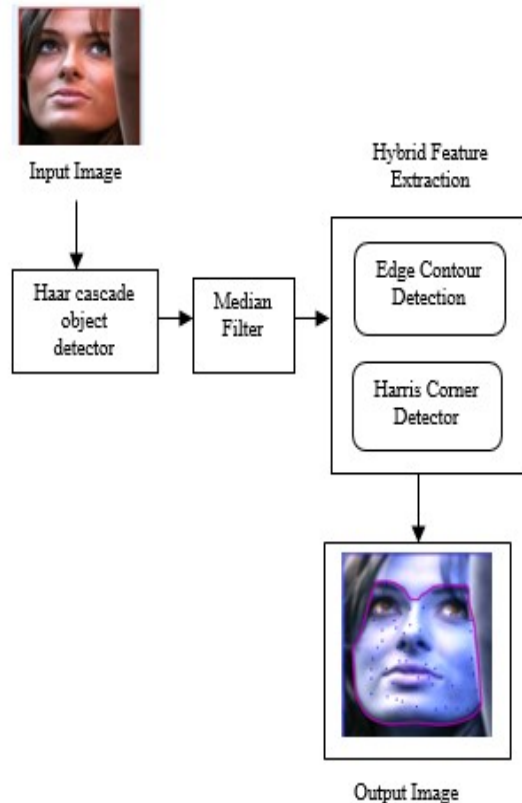 Input Image
Hybrid Feature
Extraction
Haar cascade
object
detector
Median
Filter
Edge Contour
Detection
Harris Corner
Detector
Output Image